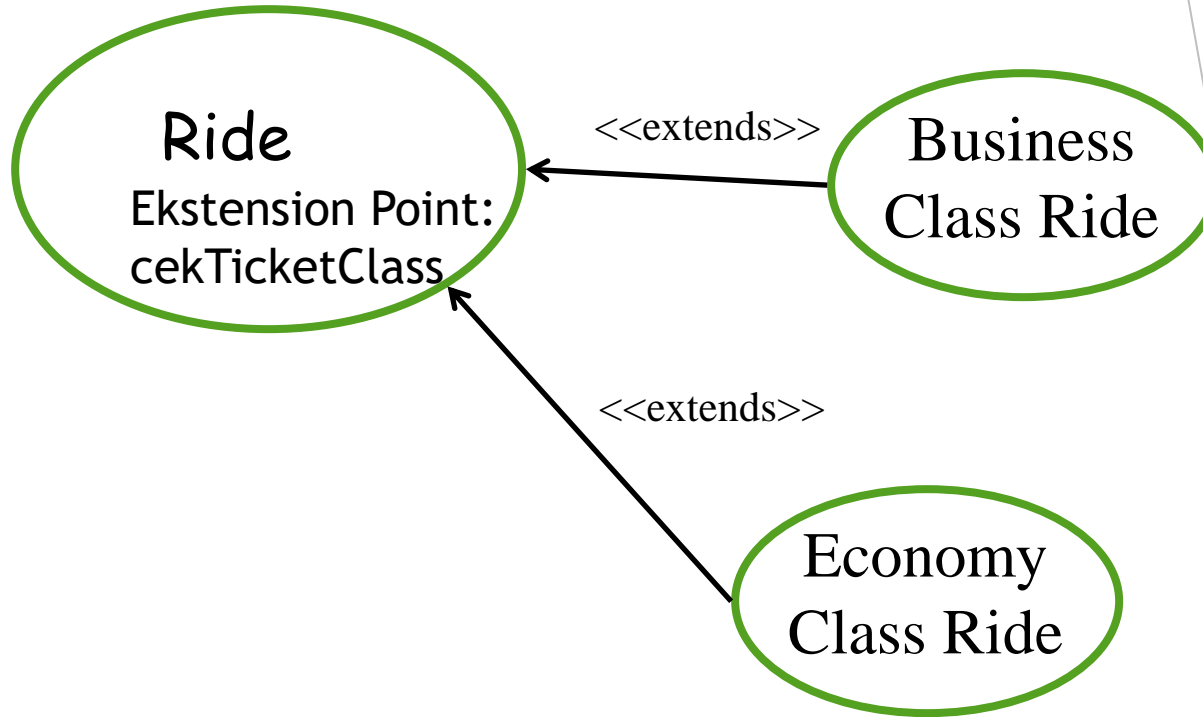 Ride
Ekstension Point:
cekTicketClass
<<extends>>
Business
Class Ride
<<extends>>
Economy
Class Ride